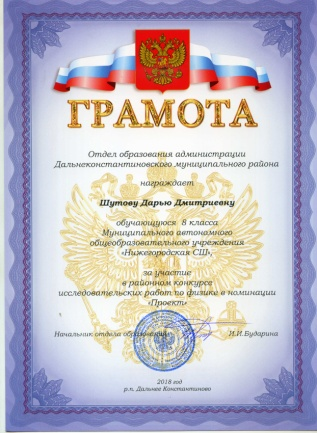 ГРАМОТА
Отдел образования администрации
Дальнеконстантиновского муниципального района
награждает
Шутову Дарью Дмитриевну
обучающуюся 8 класса
Муниципального автономного
общеобразовательного учреждения
«Нижегородская СШ»,
за участие
в районном конкурсе
исследовательских работ по физике в номинации
«Проект»
Начальник отдела образования И.И.Бударина
2018 год
р.п. Дальнее Константиново